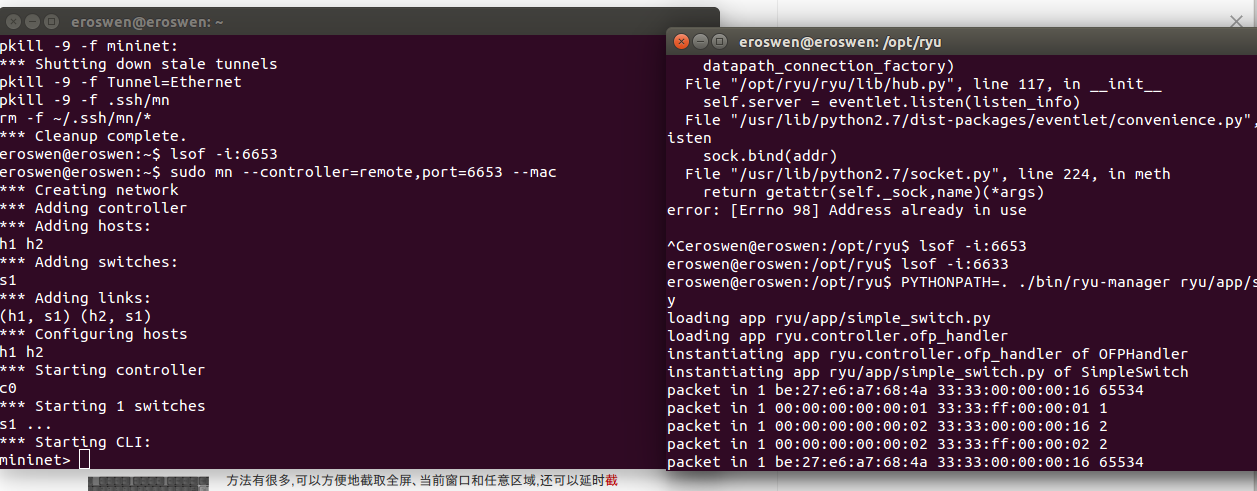 eroswen@eroswen: ~
pkill -9 -f mininet:
*** Shutting down stale tunnels
pkill -9 -f Tunnel=Ethernet
pkill -9 -f .ssh/mn
rm -f ~/.ssh/mn/*
*** Cleanup complete.
eroswen@eroswen:~$ lsof -i:6653
eroswen@eroswen:~$ sudo mn --controller=remote,port=6653 --mac
*** Creating network
*** Adding controller
*** Adding hosts:
h1 h2
*** Adding switches:
s1
*** Adding links:
(h1, s1) (h2, s1)
*** Configuring hosts
h1 h2
*** Starting controller
c0
*** Starting 1 switches
s1 ...
*** Starting CLI:
mininet>
eroswen@eroswen: /opt/ryu
datapath_connection_factory)
File "/opt/ryu/ryu/lib/hub.py", line 117, in __init__
self.server = eventlet.listen(listen_info)
File "/usr/lib/python2.7/dist-packages/eventlet/convenience.py",
isten
sock.bind(addr)
File "/usr/lib/python2.7/socket.py", line 224, in meth
return getattr(self._sock,name)(*args)
error: [Errno 98] Address already in use
^Ceroswen@eroswen:/opt/ryu$ lsof -i:6653
eroswen@eroswen:/opt/ryu$ lsof -i:6633
eroswen@eroswen:/opt/ryu$ PYTHONPATH=. ./bin/ryu-manager ryu/app/s
y
loading app ryu/app/simple_switch.py
loading app ryu.controller.ofp_handler
instantiating app ryu.controller.ofp_handler of OFPHandler
instantiating app ryu/app/simple_switch.py of SimpleSwitch
packet in 1 be:27:e6:a7:68:4a 33:33:00:00:00:16 65534
packet in 1 00:00:00:00:00:01 33:33:ff:00:00:01 1
packet in 1 00:00:00:00:00:02 33:33:00:00:00:16 2
packet in 1 00:00:00:00:00:02 33:33:ff:00:00:02 2
packet in 1 be:27:e6:a7:68:4a 33:33:00:00:00:16 65534
方法有很多,可以方便地截取全屏、当前窗口和任意区域,还可以延时截